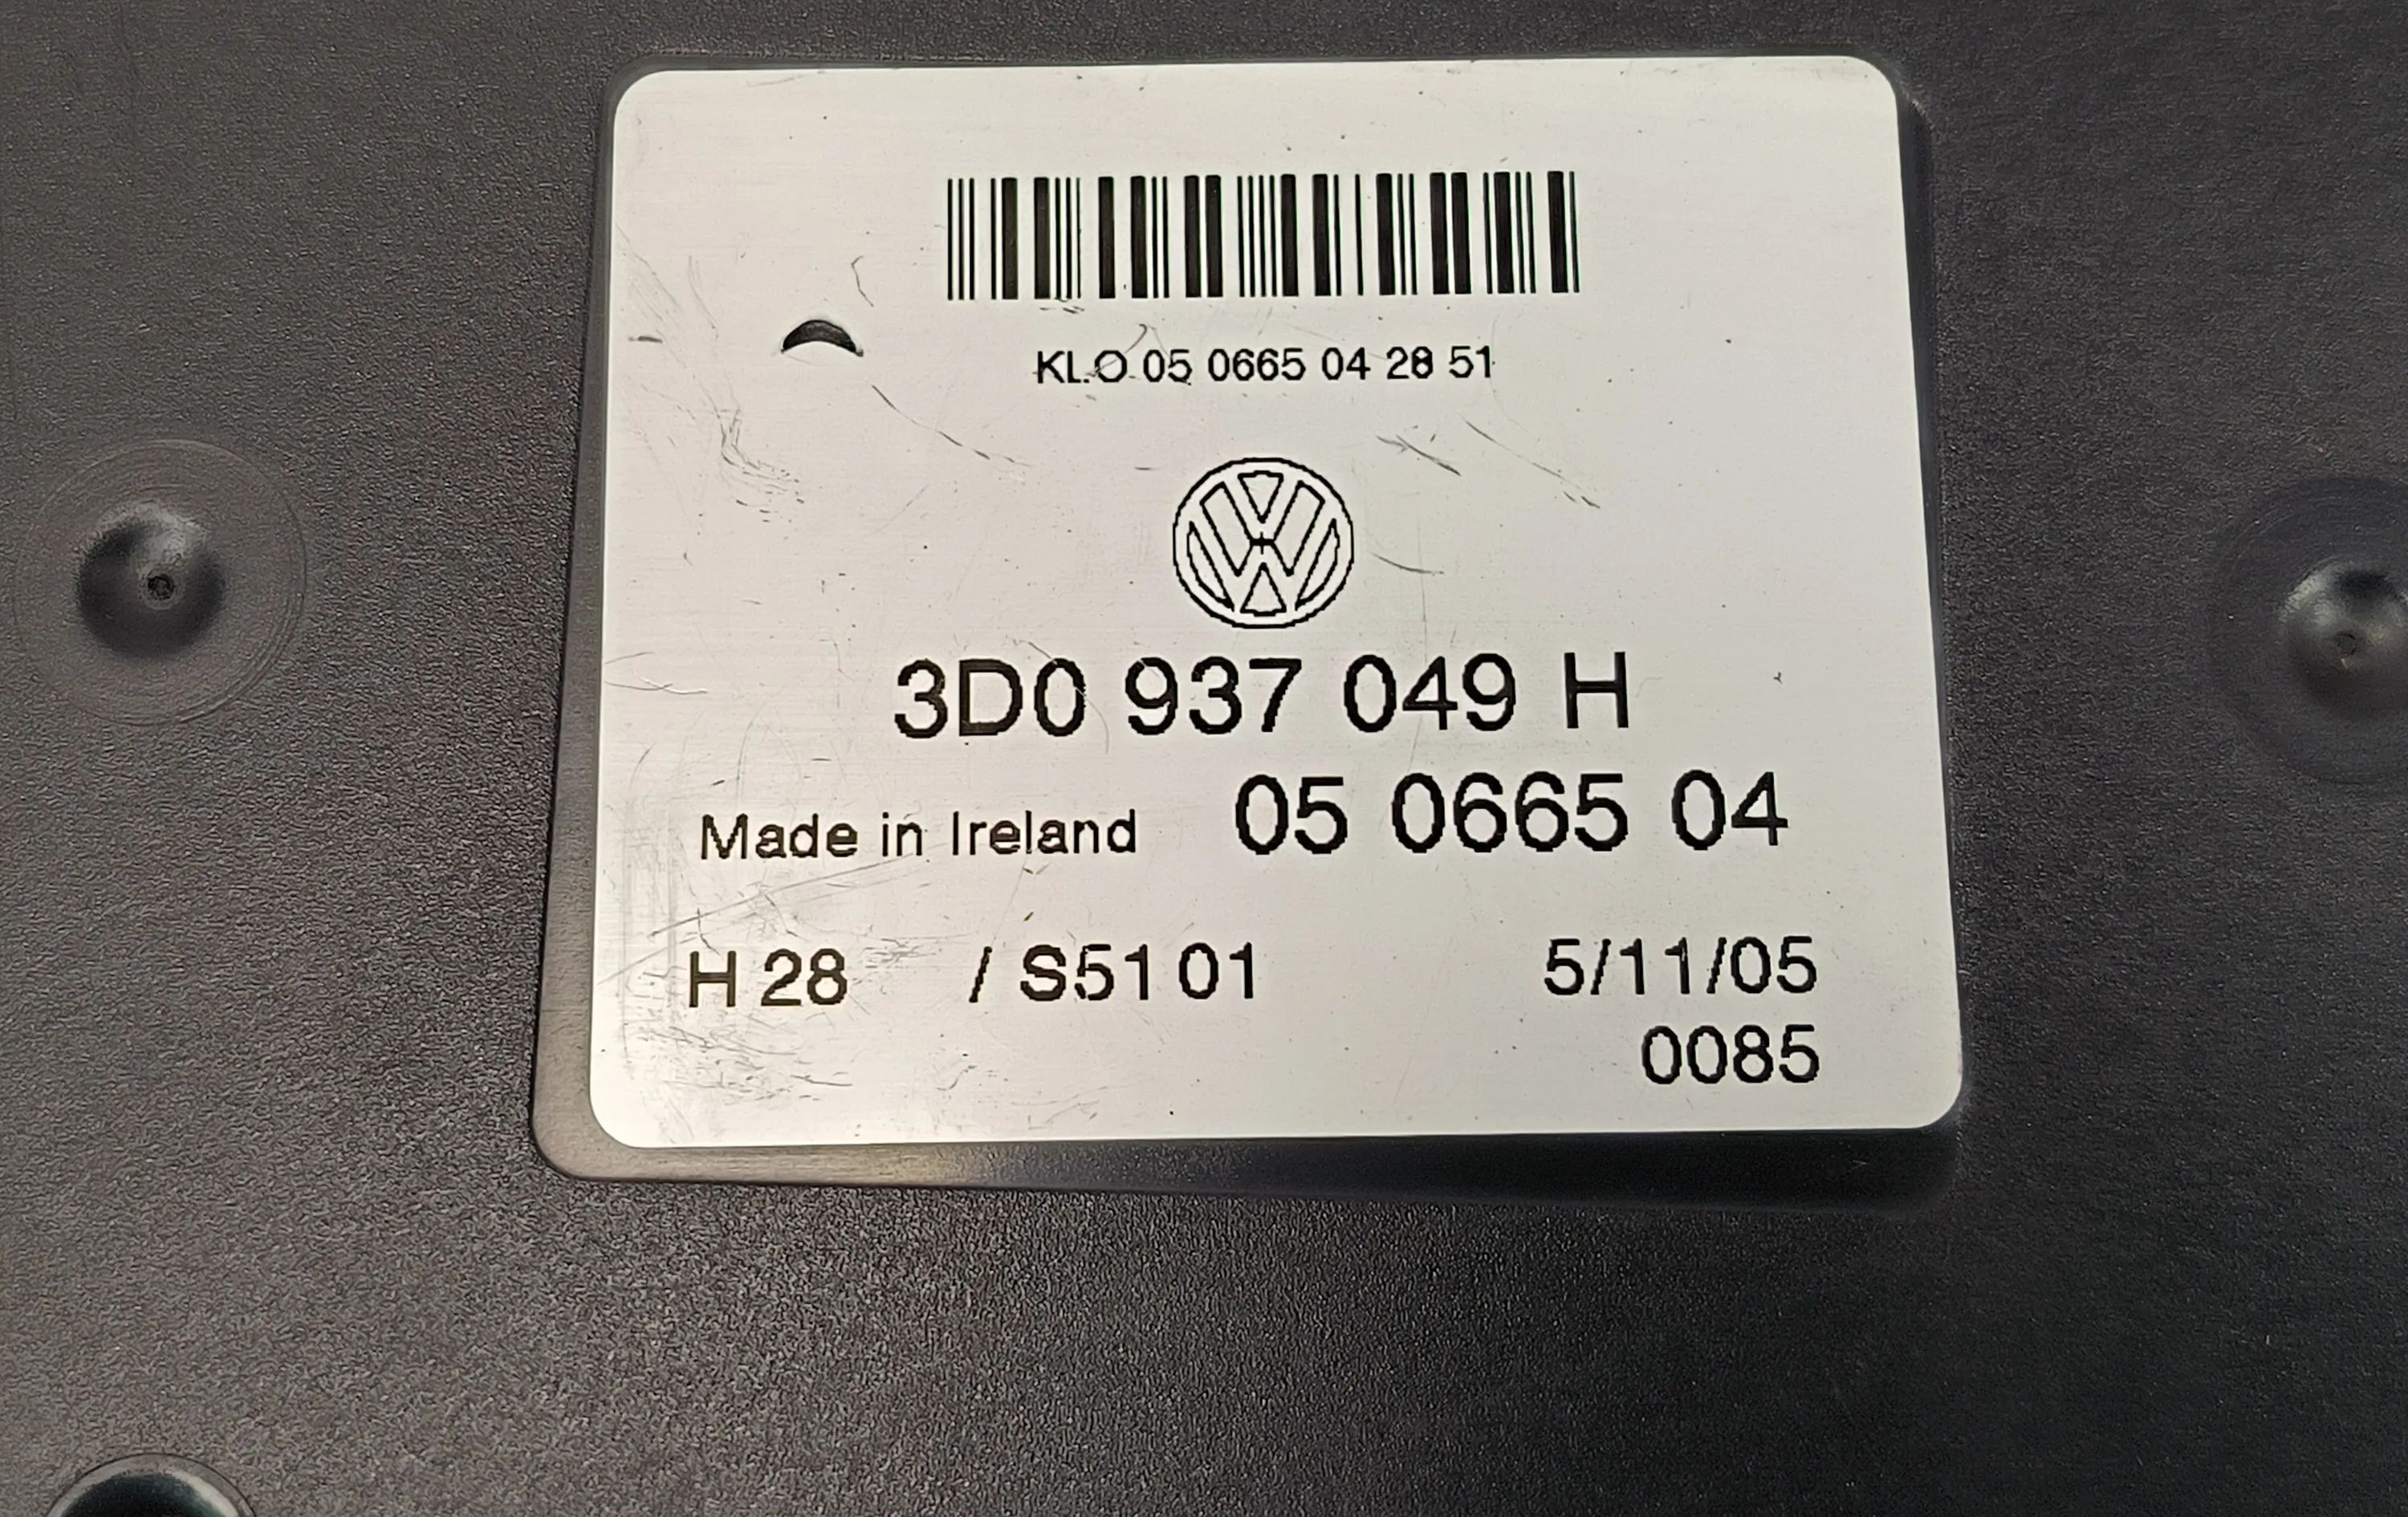 KL.O 05 0665 04 28 51
3D0 937 049 H
Made in Ireland 05 0665 04
H 28 / S51 01 5/11/05
0085